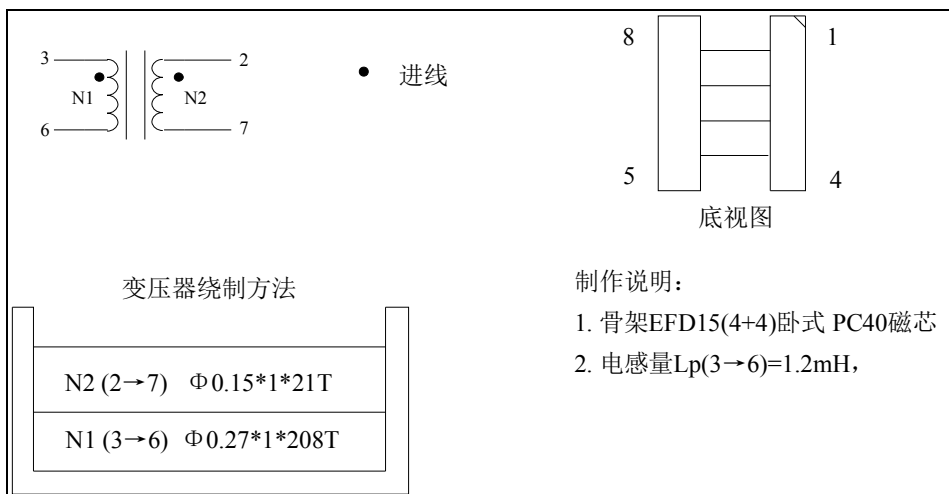 3
6
N1
N2
2
7
● 进线
8
1
5
4
底视图
变压器绕制方法
N2 (2→7) Φ0.15*1*21T
N1 (3→6) Φ0.27*1*208T
制作说明：
1. 骨架EFD15(4+4)卧式 PC40磁芯
2. 电感量Lp(3→6)=1.2mH，